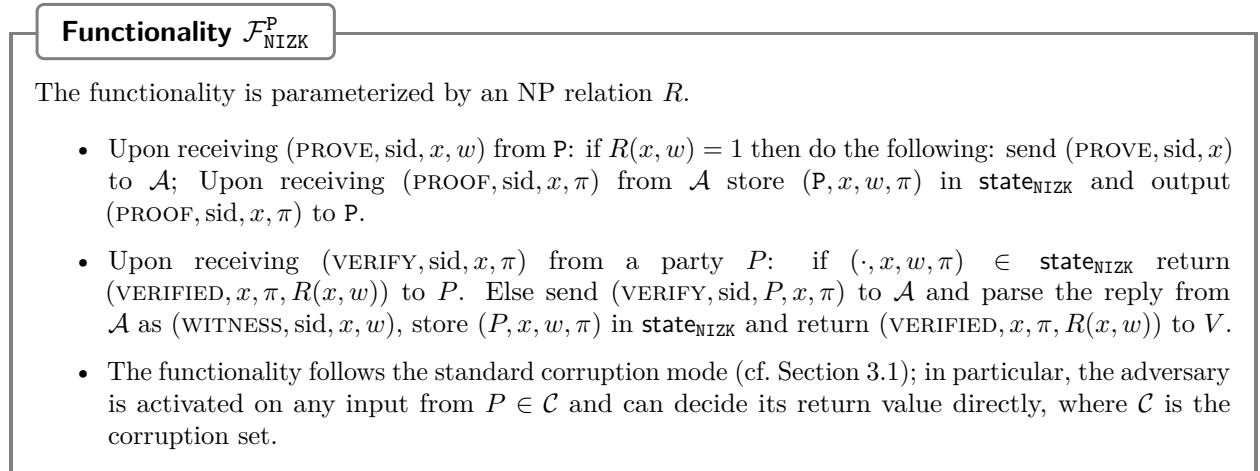 Functionality F^P_NIZK
The functionality is parameterized by an NP relation R.
• Upon receiving (PROVE, sid, x, w) from P: if R(x, w) = 1 then do the following: send (PROVE, sid, x)
to A; Upon receiving (PROOF, sid, x, π) from A store (P, x, w, π) in state_NIZK and output
(PROOF, sid, x, π) to P.
• Upon receiving (VERIFY, sid, x, π) from a party P: if (·, x, w, π) ∈ state_NIZK return
(VERIFIED, x, π, R(x, w)) to P. Else send (VERIFY, sid, P, x, π) to A and parse the reply from
A as (WITNESS, sid, x, w), store (P, x, w, π) in state_NIZK and return (VERIFIED, x, π, R(x, w)) to V.
• The functionality follows the standard corruption mode (cf. Section 3.1); in particular, the adversary
is activated on any input from P ∈ C and can decide its return value directly, where C is the
corruption set.